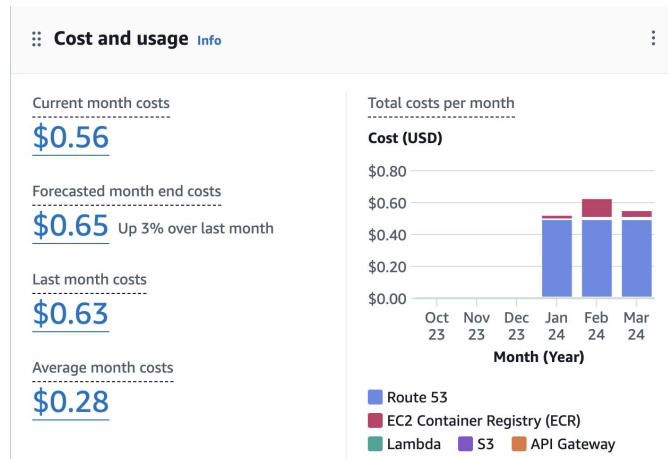 Cost and usage Info
Current month costs
$0.56
Forecasted month end costs
$0.65 Up 3% over last month
Last month costs
$0.63
Average month costs
$0.28
Total costs per month
Cost (USD)
$0.80
$0.60
$0.40
$0.20
$0.00
Oct Nov Dec Jan Feb Mar
23 23 23 24 24 24
Month (Year)
Route 53
EC2 Container Registry (ECR)
Lambda S3 API Gateway